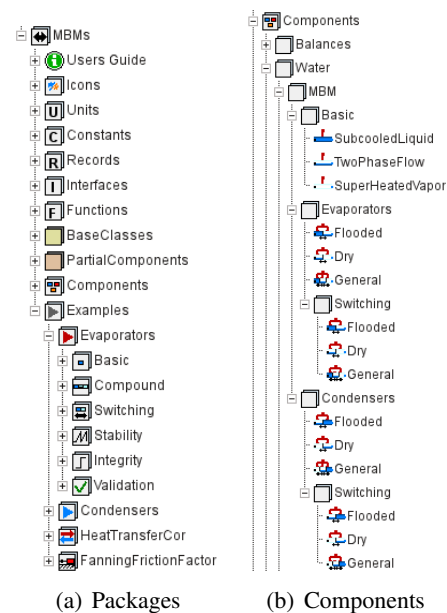 MBMs
Users Guide
Icons
U Units
C Constants
R Records
I Interfaces
F Functions
BaseClasses
PartialComponents
Components
Examples
Evaporators
Basic
Compound
Switching
Stability
Integrity
Validation
Condensers
HeatTransferCor
FanningFrictionFactor
(a) Packages
Components
Balances
Water
MBM
Basic
SubcooledLiquid
TwoPhaseFlow
SuperHeatedVapor
Evaporators
Flooded
Dry
General
Switching
Flooded
Dry
General
Condensers
Flooded
Dry
General
Switching
Flooded
Dry
General
(b) Components